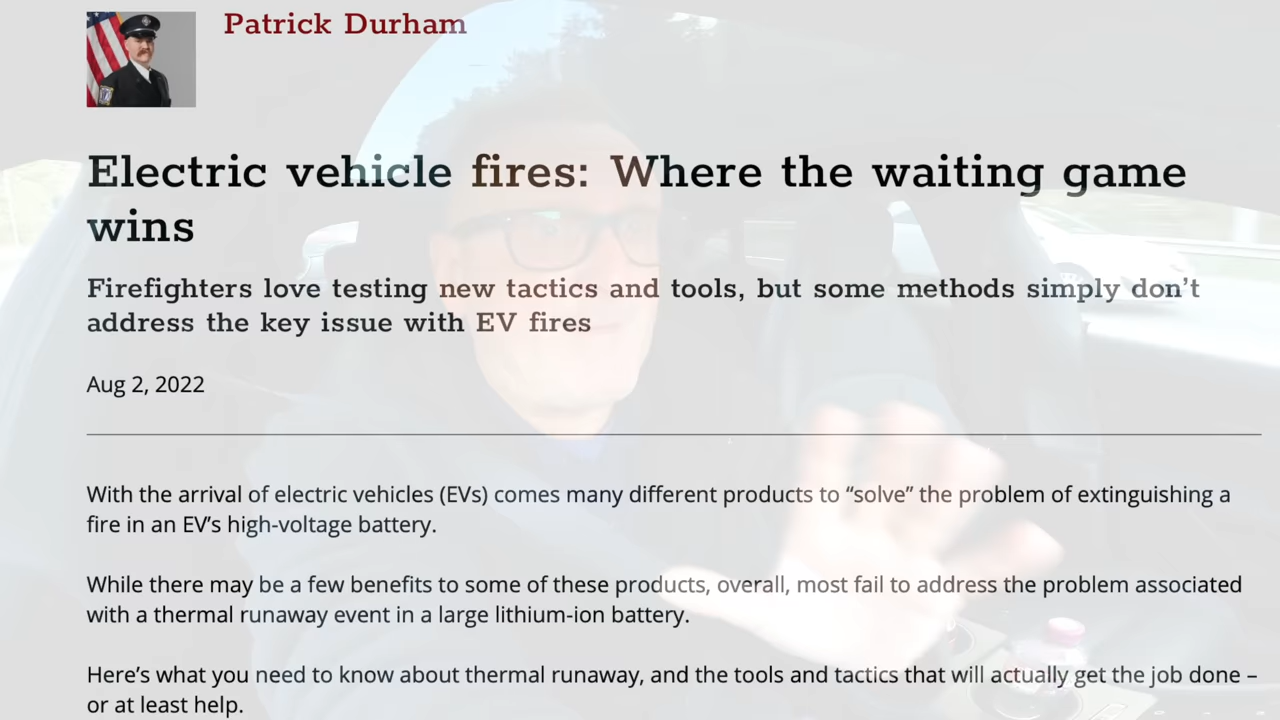 Patrick Durham
Electric vehicle fires: Where the waiting game
wins
Firefighters love testing new tactics and tools, but some methods simply don’t
address the key issue with EV fires
Aug 2, 2022
With the arrival of electric vehicles (EVs) comes many different products to “solve” the problem of extinguishing a
fire in an EV’s high-voltage battery.
While there may be a few benefits to some of these products, overall, most fail to address the problem associated
with a thermal runaway event in a large lithium-ion battery.
Here’s what you need to know about thermal runaway, and the tools and tactics that will actually get the job done –
or at least help.